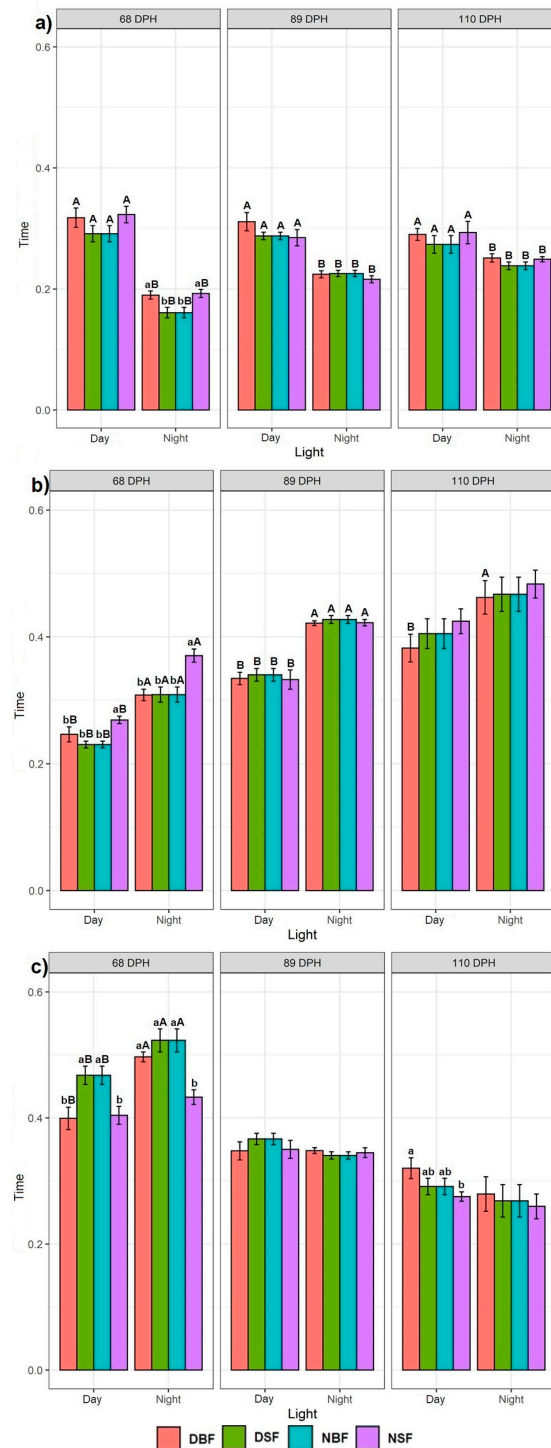 a)
68 DPH 89 DPH 110 DPH
0.6
0.4
A A A A A A A A A A A A
aB bB bB aB B B B B B B B B
0.2
0.0
Time
Day Night Day Night Day Night
Light
b)
68 DPH 89 DPH 110 DPH
0.6
bB bB bB aB bA bA bA aA B B B B A A A A B A
0.4
0.2
0.0
Time
Day Night Day Night Day Night
Light
c)
68 DPH 89 DPH 110 DPH
0.6
bB aB aB b aA aA aA b a ab ab b
0.4
0.2
0.0
Time
Day Night Day Night Day Night
Light
DBF DSF NBF NSF